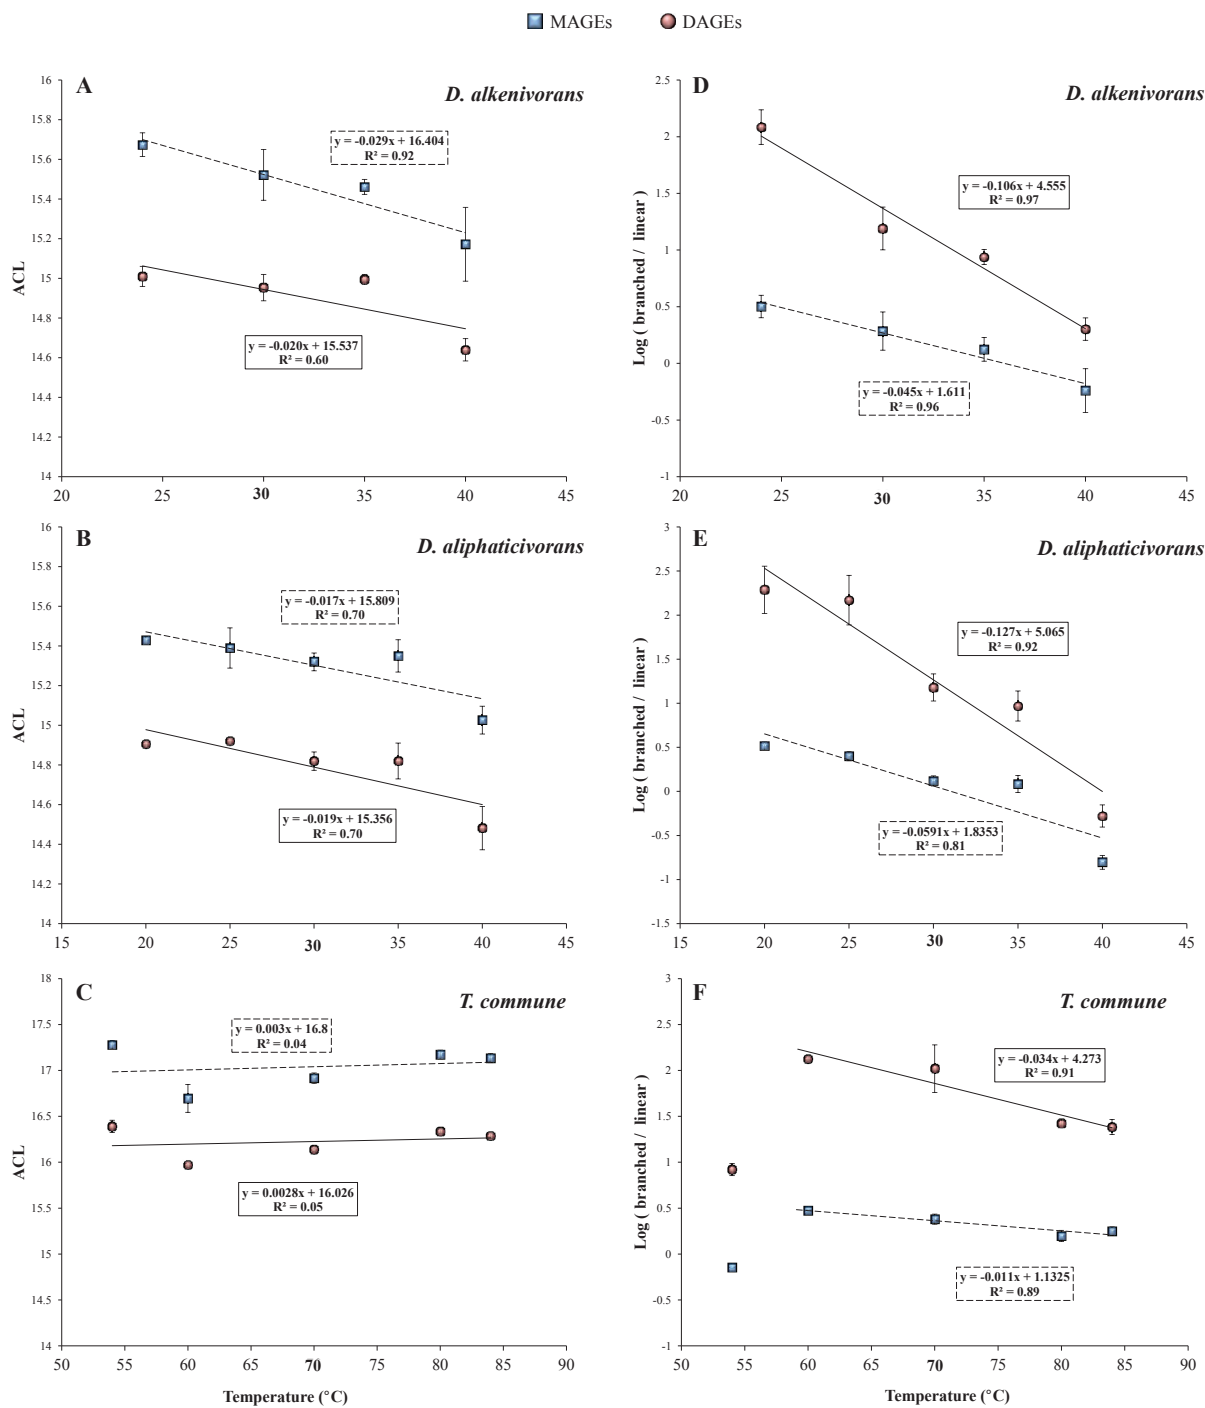 MAGEs DAGEs
A
D. alkenivorans
ACL
16
15.8
15.6
15.4
15.2
15
14.8
14.6
14.4
14.2
14
y = -0.029x + 16.404
R² = 0.92
y = -0.020x + 15.537
R² = 0.60
20 25 30 35 40 45
D
D. alkenivorans
Log ( branched / linear )
2.5
2
1.5
1
0.5
0
-0.5
-1
y = -0.106x + 4.555
R² = 0.97
y = -0.045x + 1.611
R² = 0.96
20 25 30 35 40 45
B
D. aliphaticivorans
ACL
16
15.8
15.6
15.4
15.2
15
14.8
14.6
14.4
14.2
14
y = -0.017x + 15.809
R² = 0.70
y = -0.019x + 15.356
R² = 0.70
15 20 25 30 35 40 45
E
D. aliphaticivorans
Log ( branched / linear )
3
2.5
2
1.5
1
0.5
0
-0.5
-1
-1.5
y = -0.127x + 5.065
R² = 0.92
y = -0.0591x + 1.8353
R² = 0.81
15 20 25 30 35 40 45
C
T. commune
ACL
18
17.5
17
16.5
16
15.5
15
14.5
14
y = 0.003x + 16.8
R² = 0.04
y = 0.0028x + 16.026
R² = 0.05
50 55 60 65 70 75 80 85 90
Temperature (°C)
F
T. commune
Log ( branched / linear )
3
2.5
2
1.5
1
0.5
0
-0.5
-1
y = -0.034x + 4.273
R² = 0.91
y = -0.011x + 1.1325
R² = 0.89
50 55 60 65 70 75 80 85 90
Temperature (°C)